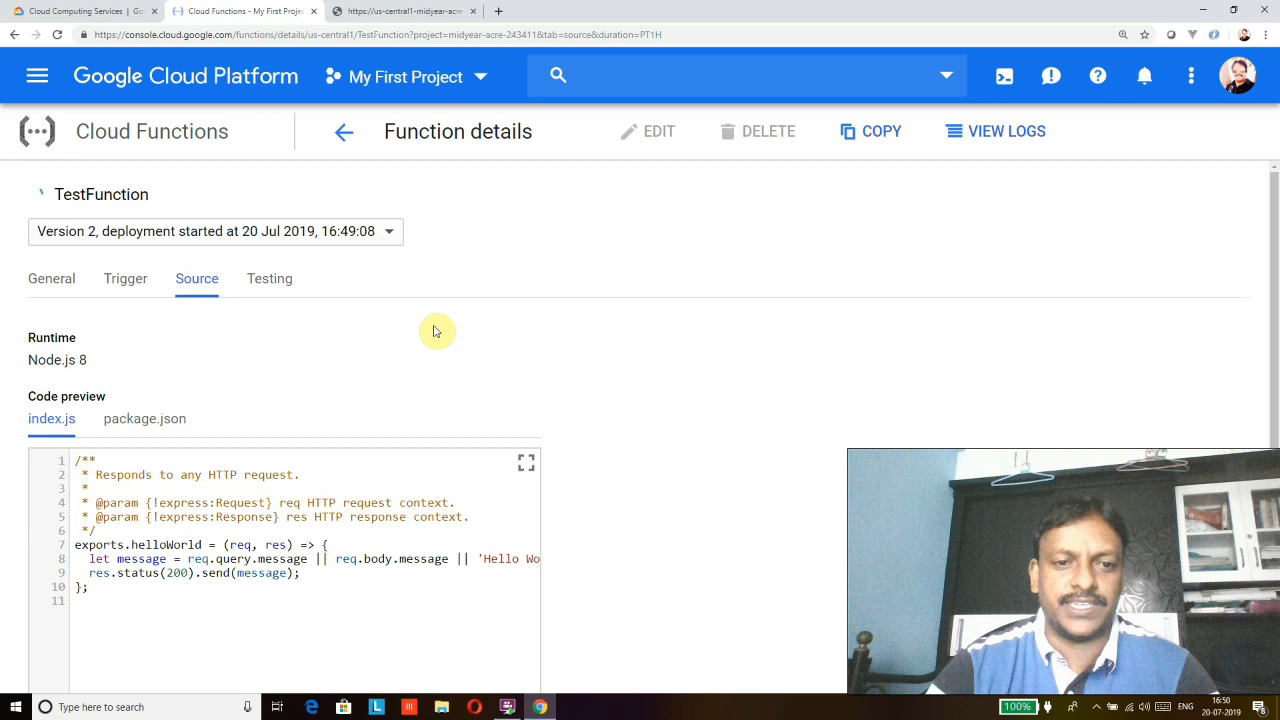 Cloud Computing Services | Go
Cloud Functions - My First Projec
https://us-central1-midyear-acre
https://console.cloud.google.com/functions/details/us-central1/TestFunction?project=midyear-acre-243411&tab=source&duration=PT1H
Google Cloud Platform
My First Project
Cloud Functions
Function details
EDIT
DELETE
COPY
VIEW LOGS
TestFunction
Version 2, deployment started at 20 Jul 2019, 16:49:08
General
Trigger
Source
Testing
Runtime
Node.js 8
Code preview
index.js
package.json
1 /**
2 * Responds to any HTTP request.
3 *
4 * @param {!express:Request} req HTTP request context.
5 * @param {!express:Response} res HTTP response context.
6 */
7 exports.helloWorld = (req, res) => {
8 let message = req.query.message || req.body.message || 'Hello Wo
9 res.status(200).send(message);
10 };
11
Type here to search
100%
ENG
16:50
20-07-2019
8